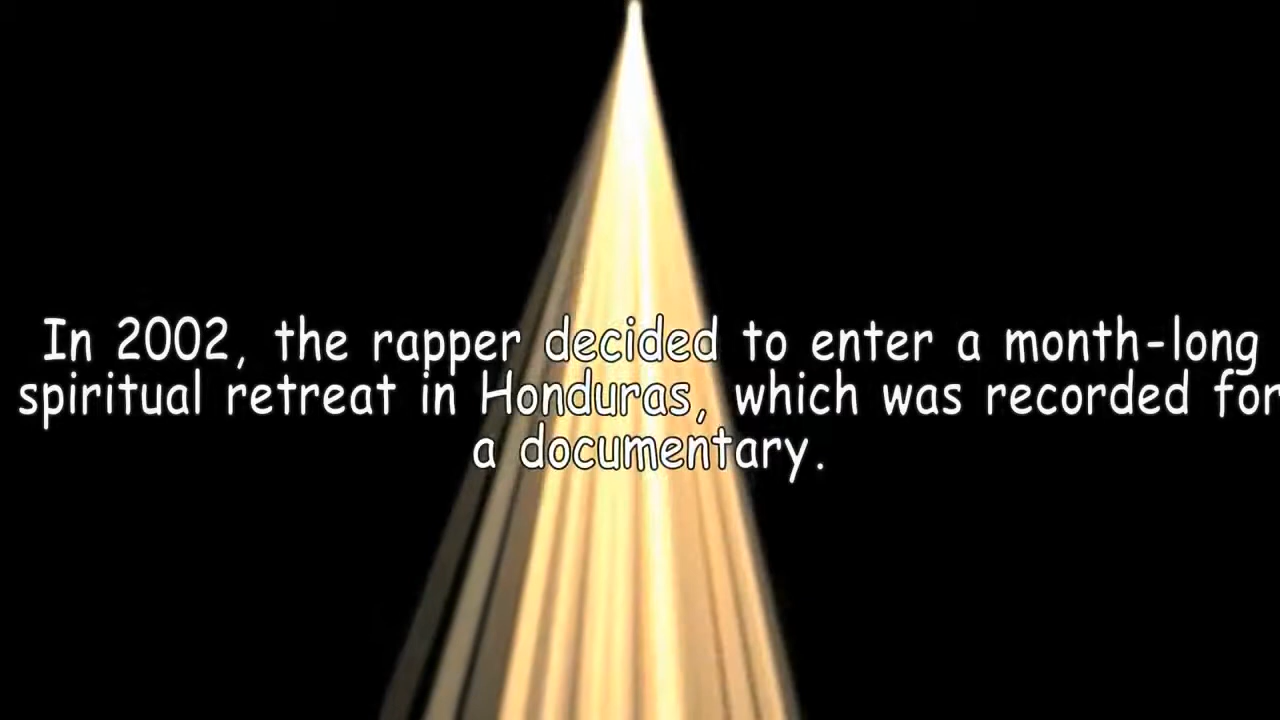 In 2002, the rapper decided to enter a month-long
spiritual retreat in Honduras, which was recorded for
a documentary.